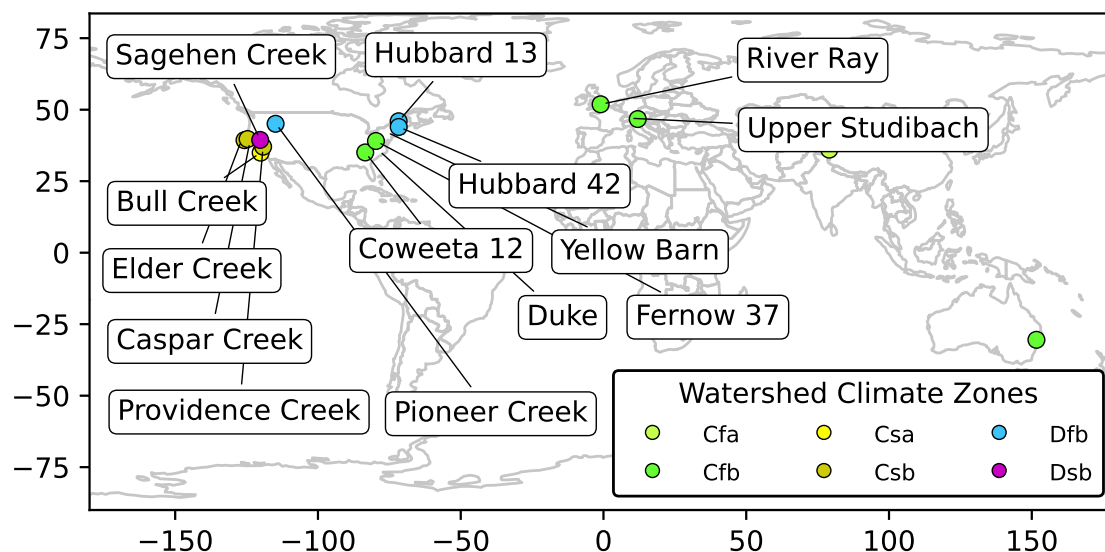 75
50
25
0
−25
−50
−75
Sagehen Creek
Hubbard 13
River Ray
Upper Studibach
Bull Creek
Hubbard 42
Elder Creek
Coweeta 12
Yellow Barn
Caspar Creek
Duke
Fernow 37
Providence Creek
Pioneer Creek
Watershed Climate Zones
Cfa
Csa
Dfb
Cfb
Csb
Dsb
−150
−100
−50
0
50
100
150